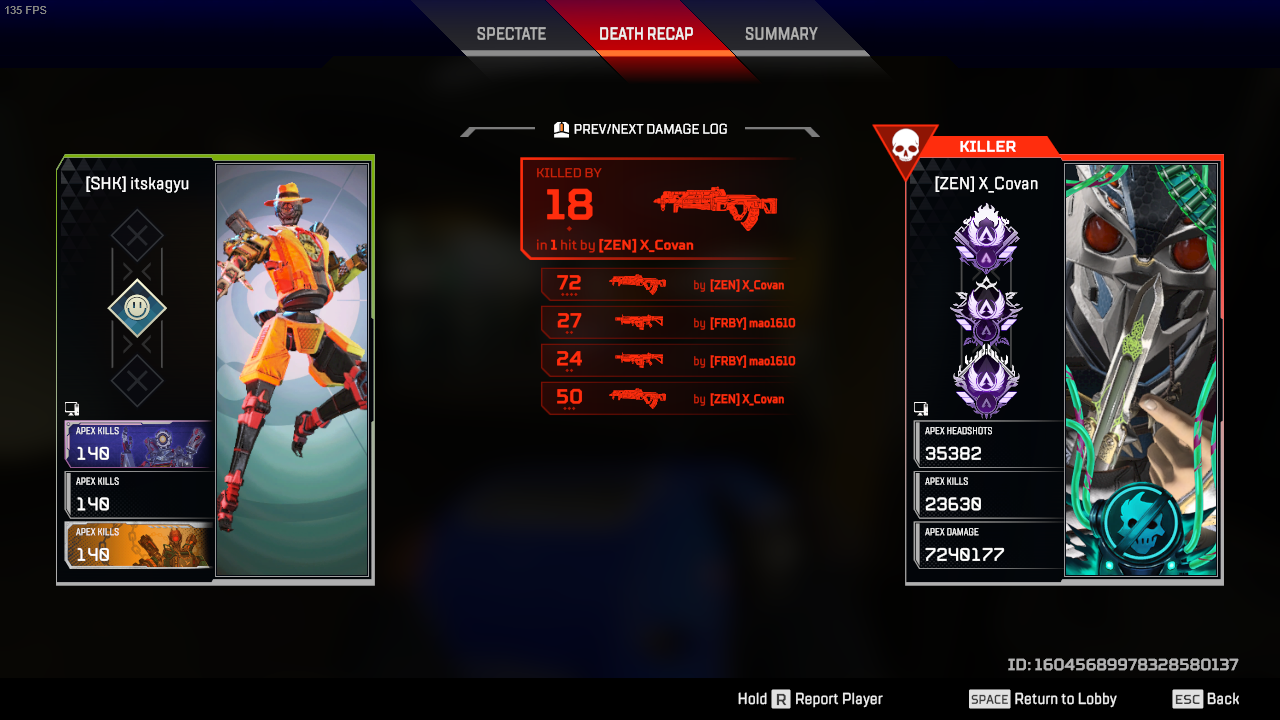 135 FPS
SPECTATE
DEATH RECAP
SUMMARY
PREV/NEXT DAMAGE LOG
[SHK] itskagyu
APEX KILLS
140
APEX KILLS
140
APEX KILLS
140
KILLED BY
18
in 1 hit by [ZEN] X_Covan
72 by [ZEN] X_Covan
27 by [FRBY] mao1610
24 by [FRBY] mao1610
50 by [ZEN] X_Covan
KILLER
[ZEN] X_Covan
APEX HEADSHOTS
35382
APEX KILLS
23630
APEX DAMAGE
7240177
ID: 16045689978328580137
Hold R Report Player
SPACE Return to Lobby
ESC Back